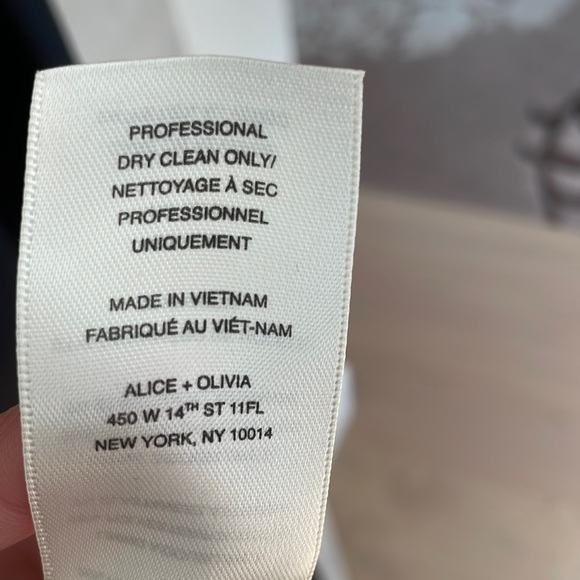 PROFESSIONAL
DRY CLEAN ONLY/
NETTOYAGE À SEC
PROFESSIONNEL
UNIQUEMENT
MADE IN VIETNAM
FABRIQUÉ AU VIÉT-NAM
ALICE + OLIVIA
450 W 14TH ST 11FL
NEW YORK, NY 10014